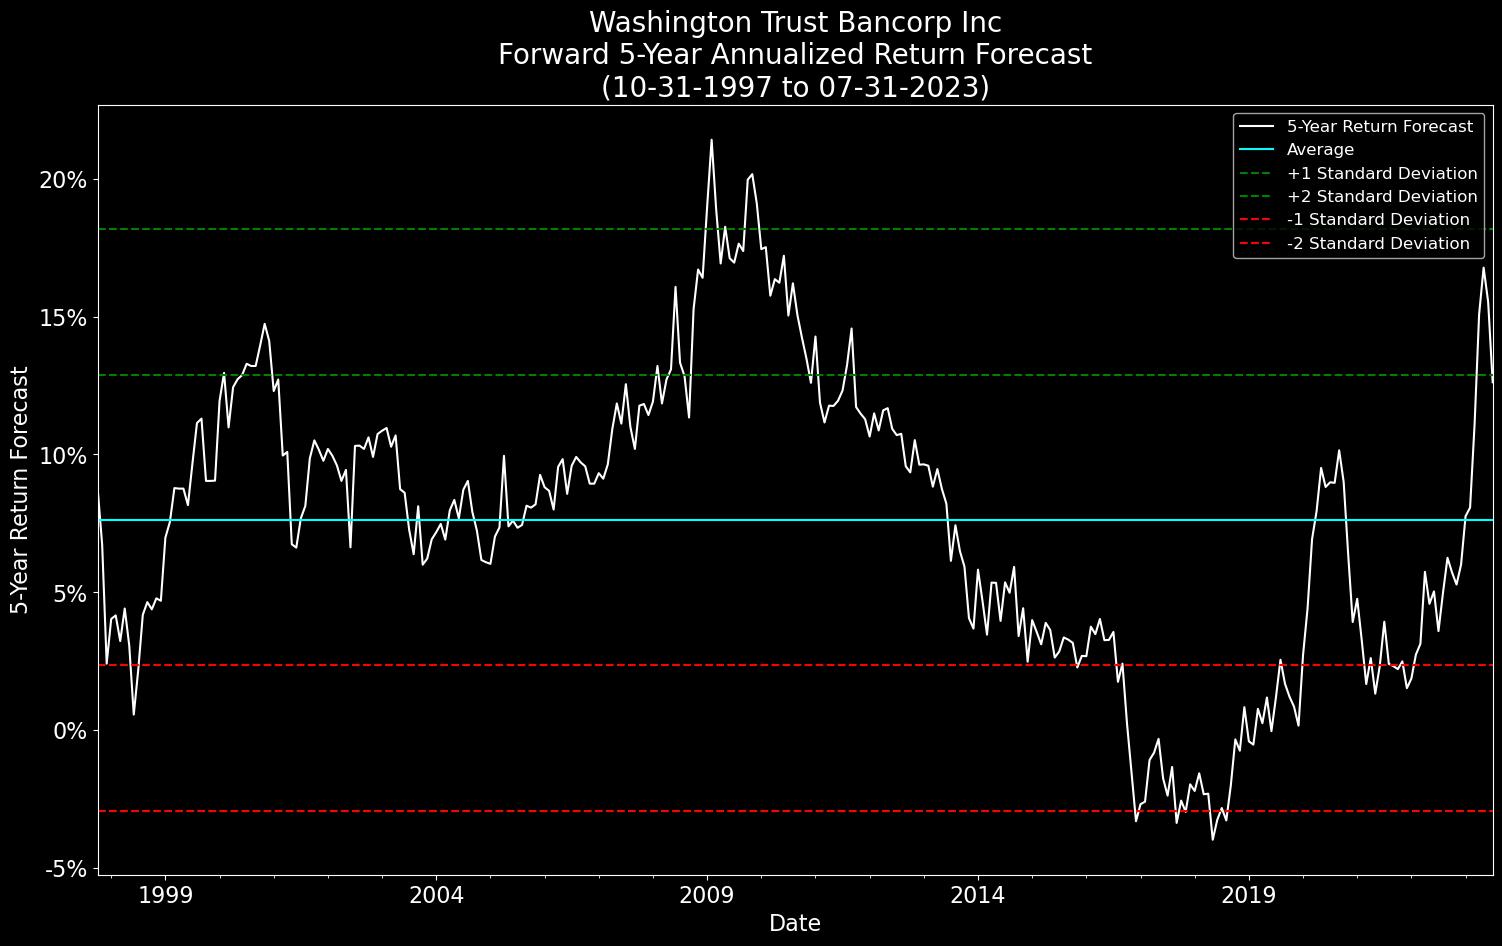 Washington Trust Bancorp Inc
Forward 5-Year Annualized Return Forecast
(10-31-1997 to 07-31-2023)
5-Year Return Forecast
Average
+1 Standard Deviation
+2 Standard Deviation
-1 Standard Deviation
-2 Standard Deviation
5-Year Return Forecast
20%
15%
10%
5%
0%
-5%
1999 2004 2009 2014 2019
Date